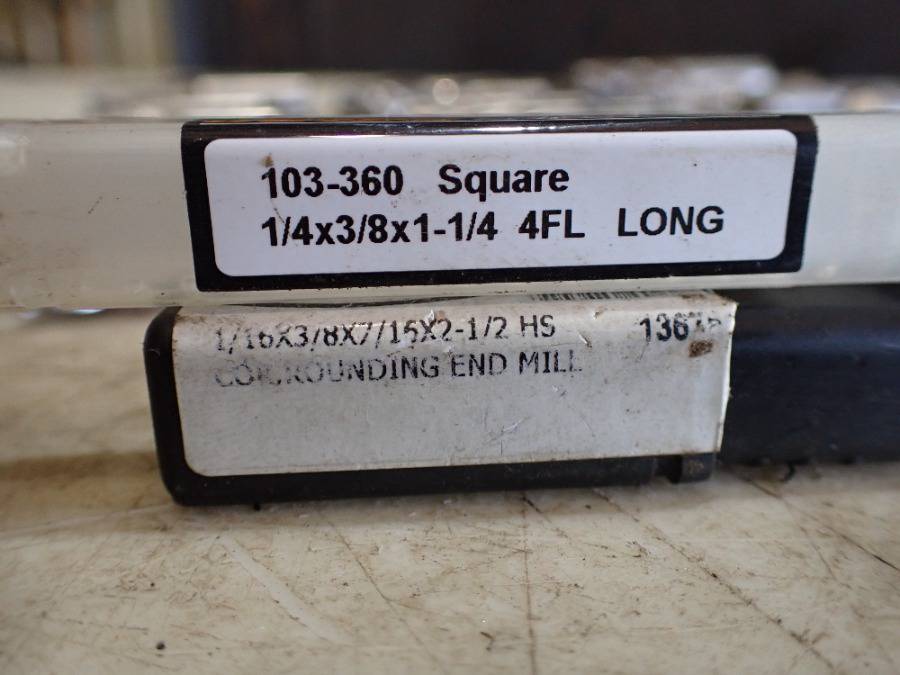 103-360 Square
1/4x3/8x1-1/4 4FL LONG
1/16X3/8X7/16X2-1/2 HS
ROUNDING END MILL